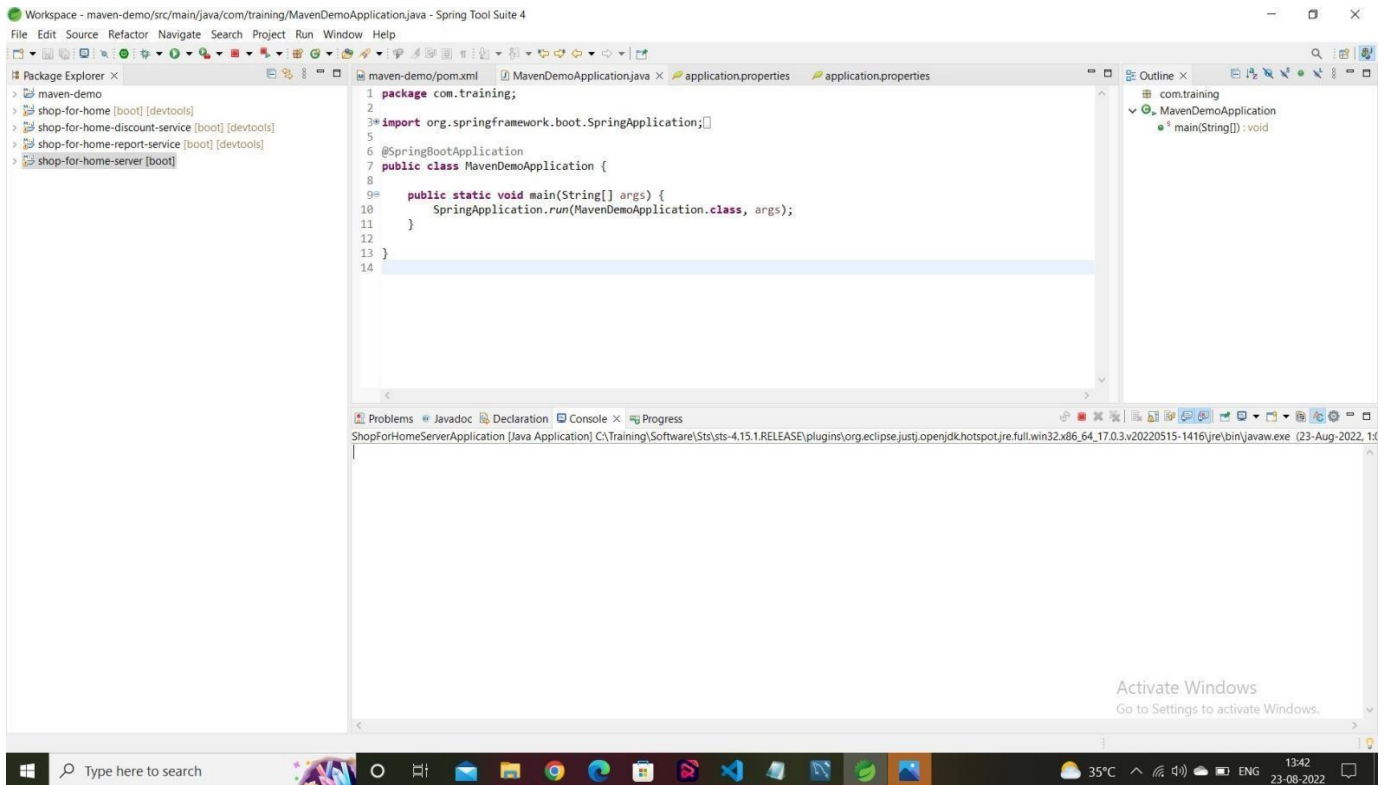 Workspace - maven-demo/src/main/java/com/training/MavenDemoApplication.java - Spring Tool Suite 4
File Edit Source Refactor Navigate Search Project Run Window Help
Package Explorer
maven-demo
shop-for-home [boot] [devtools]
shop-for-home-discount-service [boot] [devtools]
shop-for-home-report-service [boot] [devtools]
shop-for-home-server [boot]
maven-demo/pom.xml MavenDemoApplication.java application.properties application.properties
1 package com.training;
2
3 import org.springframework.boot.SpringApplication;
5
6 @SpringBootApplication
7 public class MavenDemoApplication {
8
9 public static void main(String[] args) {
10 SpringApplication.run(MavenDemoApplication.class, args);
11 }
12
13 }
14
Outline
com.training
MavenDemoApplication
main(String[]) : void
Problems Javadoc Declaration Console Progress
ShopForHomeServerApplication [Java Application] C:\Training\Software\Sts\sts-4.15.1.RELEASE\plugins\org.eclipse.justj.openjdk.hotspot.jre.full.win32.x86_64_17.0.3.v20220515-1416\jre\bin\javaw.exe (23-Aug-2022, 1:0
Activate Windows
Go to Settings to activate Windows.
Type here to search
35°C
ENG
13:42
23-08-2022